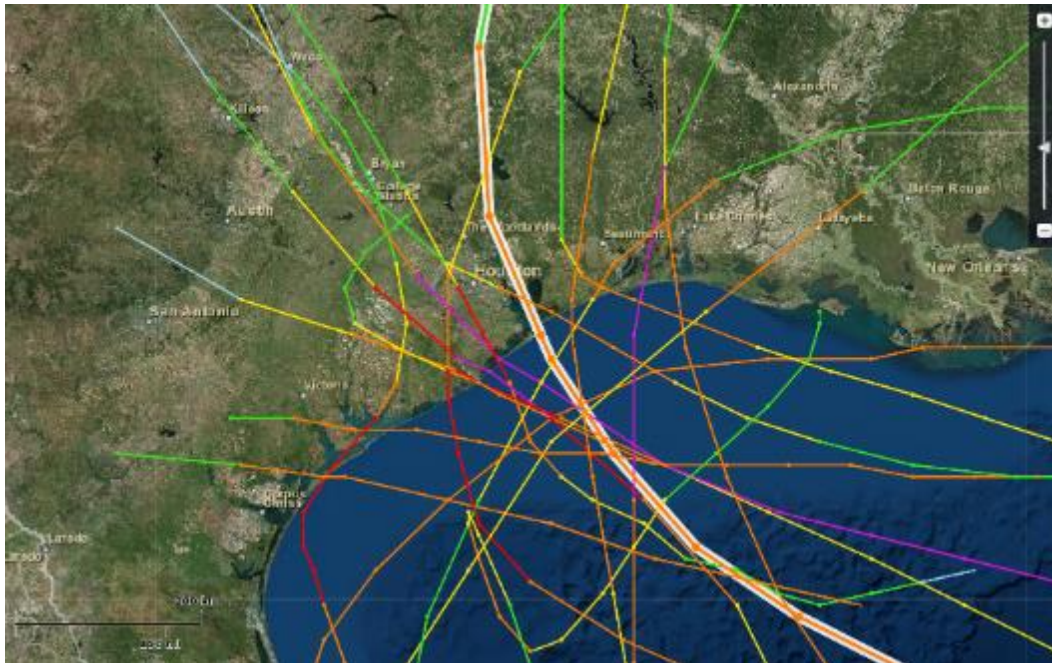 Waco
Alexandria
Killeen
Bryan
College
Station
Baton Rouge
Austin
Lake Charles
Lafayette
The Woodlands
Beaumont
New Orleans
Houston
San Antonio
Victoria
Corpus
Christi
Laredo